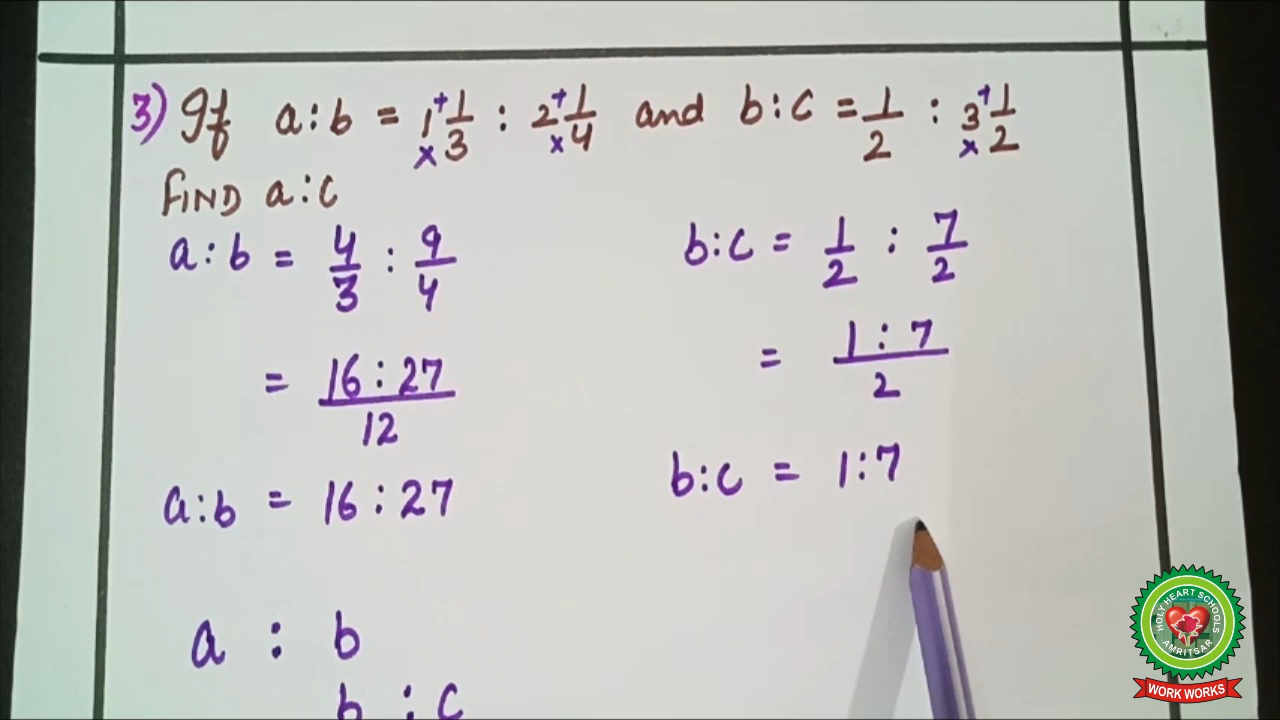 3) If a:b = 1 + 1/3 : 2 + 1/4 and b:c = 1/2 : 3 + 1/2
x x x
FIND a:c
a:b = 4/3 : 9/4
b:c = 1/2 : 7/2
= 16:27/12
= 1:7/2
a:b = 16:27
b:c = 1:7
a : b
b : c
HOLY HEART SCHOOLS
AMRITSAR
WORK WORKS